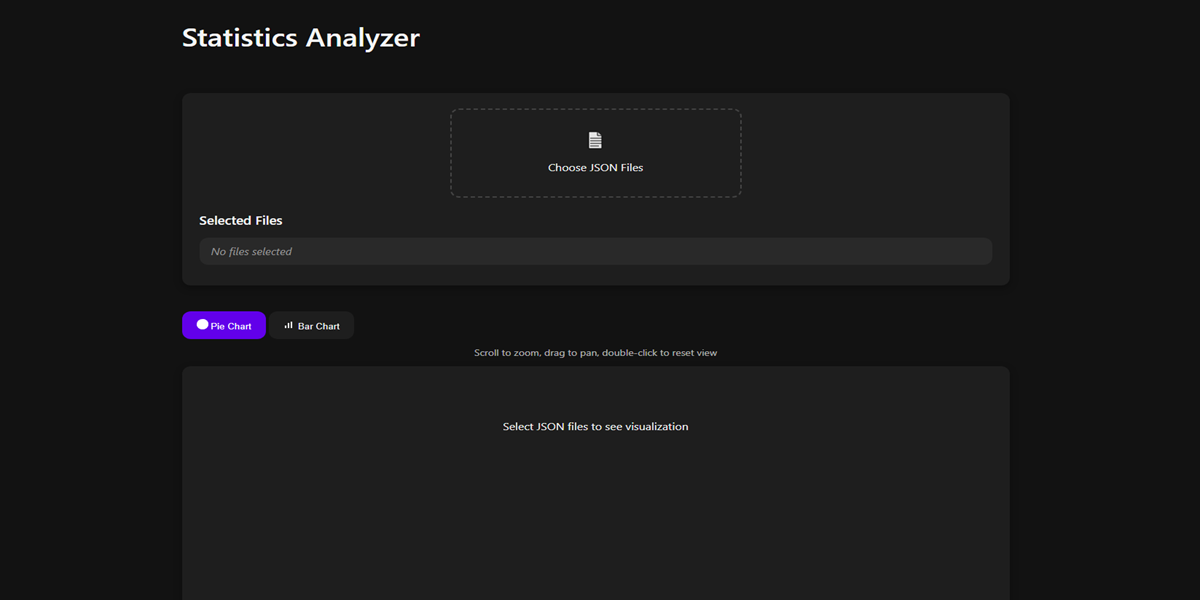 Statistics Analyzer
Choose JSON Files
Selected Files
No files selected
Pie Chart
Bar Chart
Scroll to zoom, drag to pan, double-click to reset view
Select JSON files to see visualization